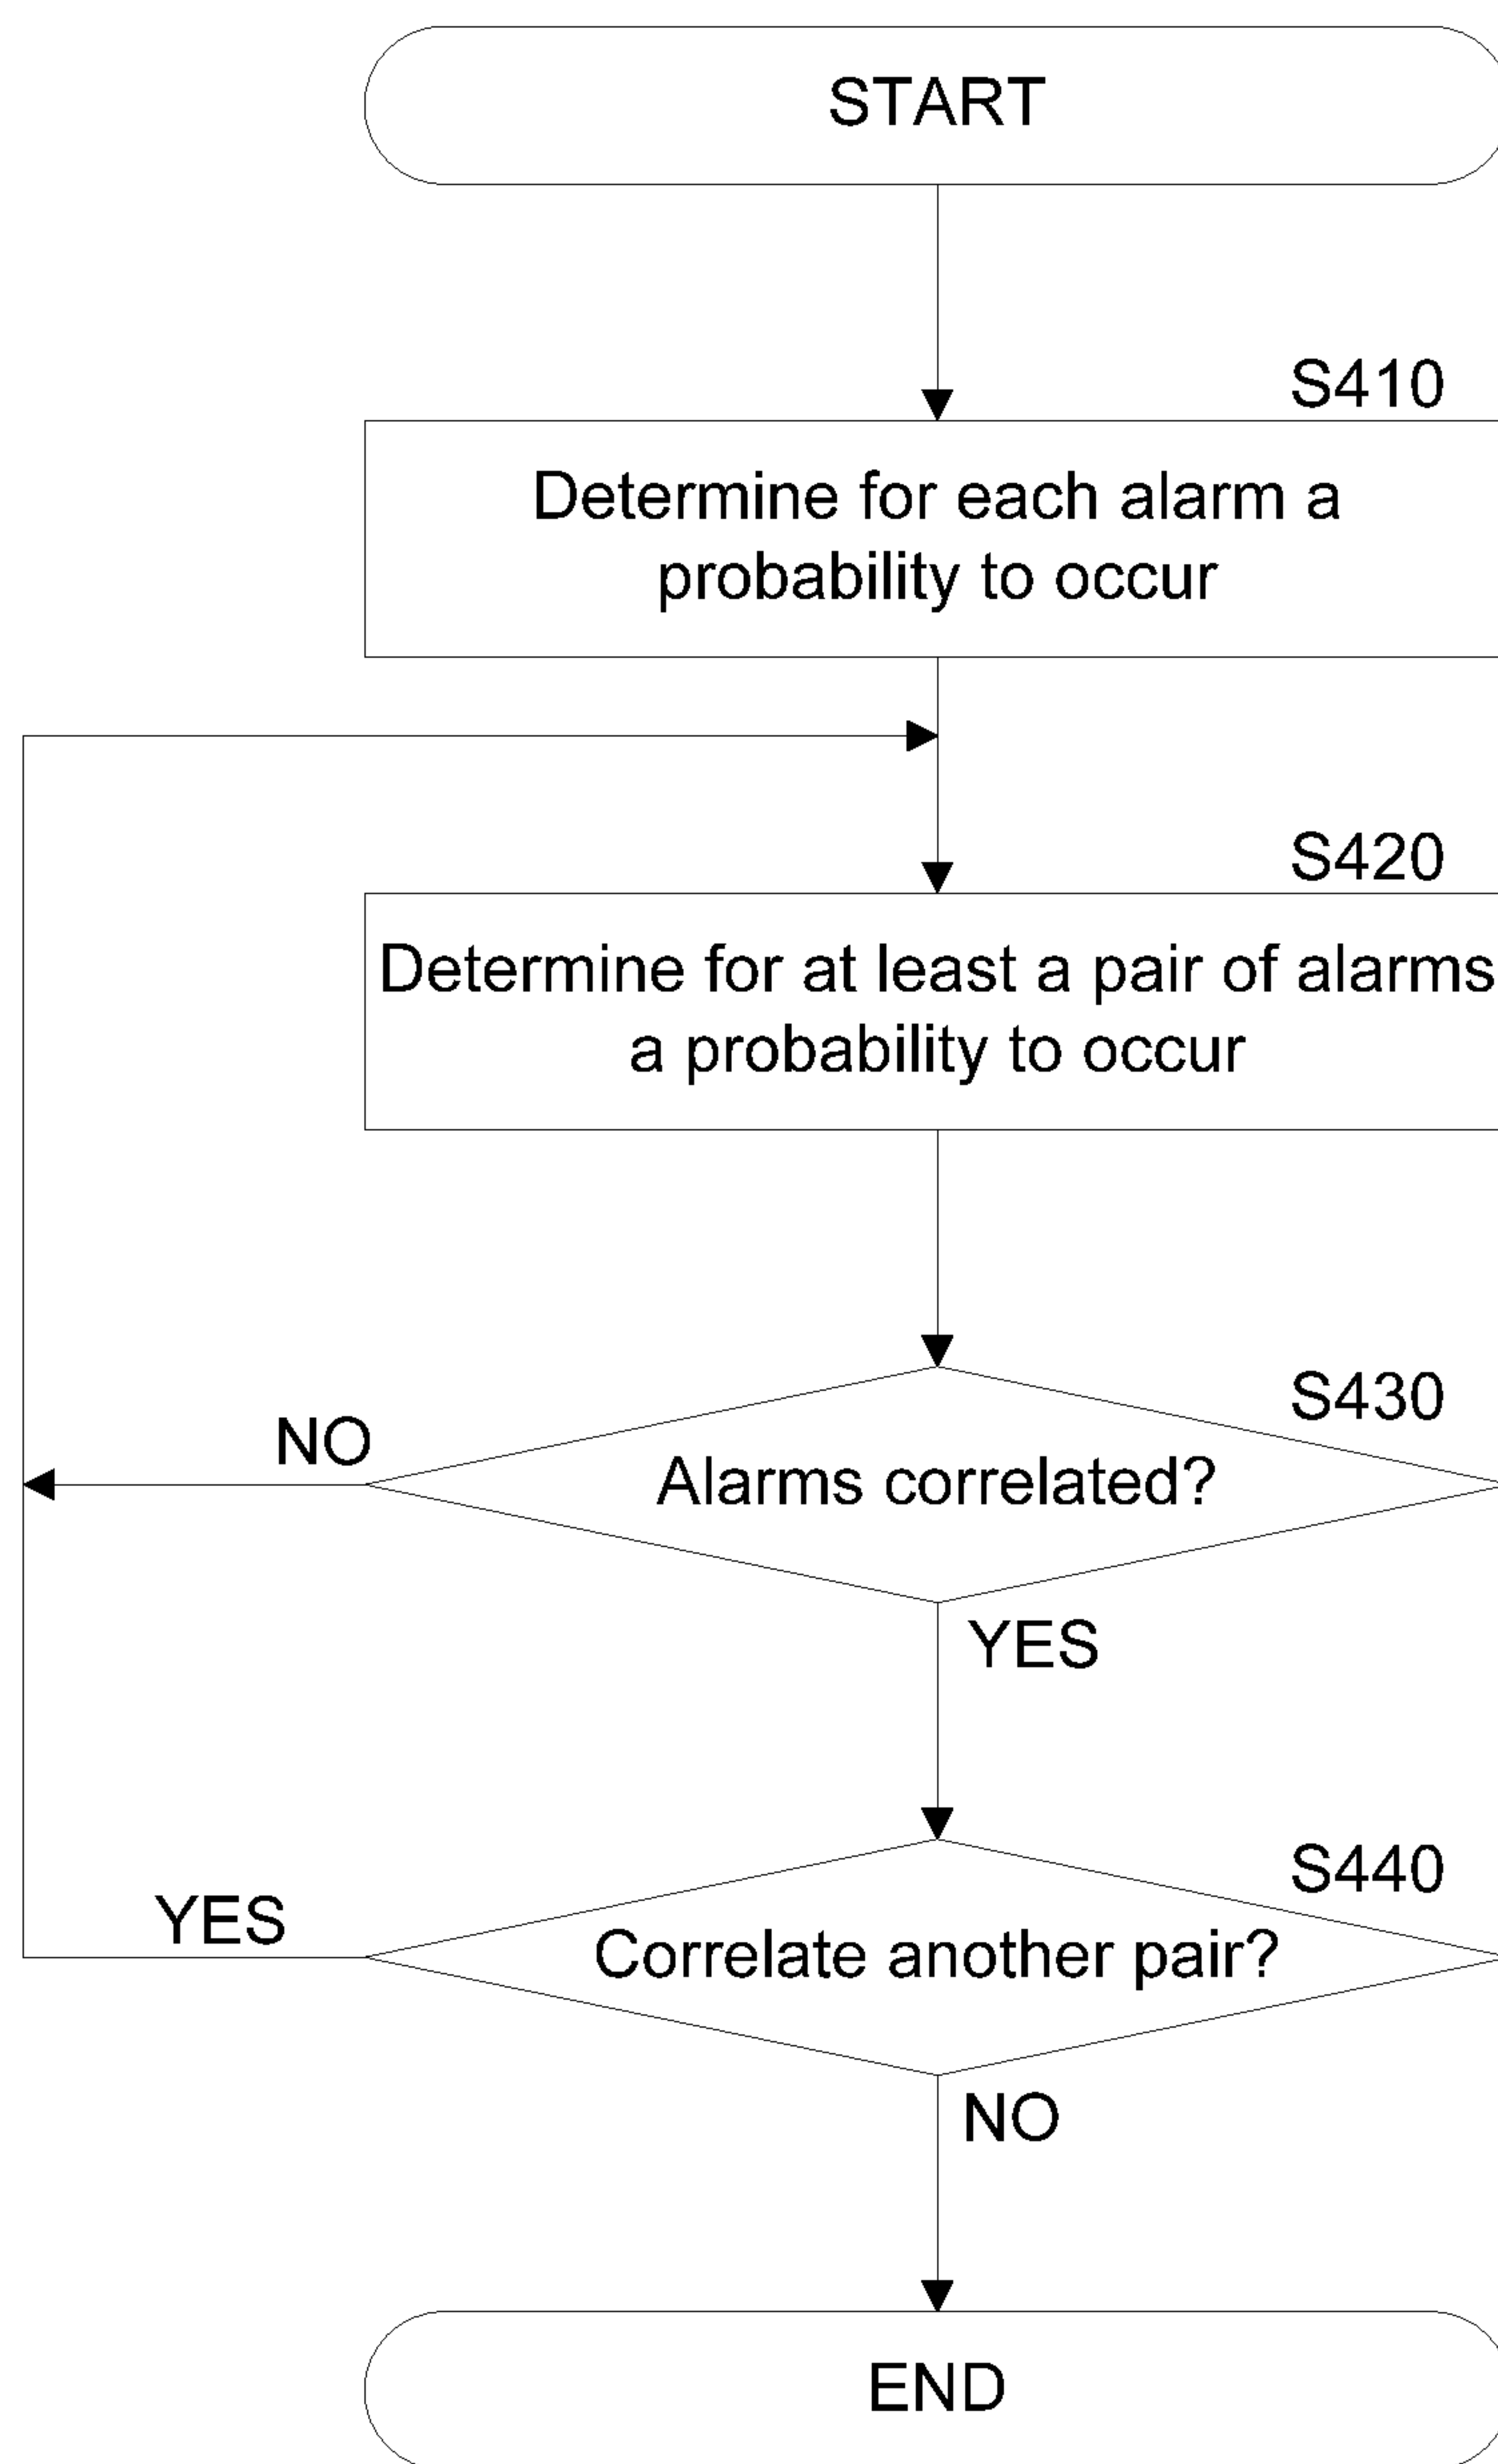 START
S410
Determine for each alarm a
probability to occur
S420
Determine for at least a pair of alarms
a probability to occur
S430
NO
Alarms correlated?
YES
S440
YES
Correlate another pair?
NO
END